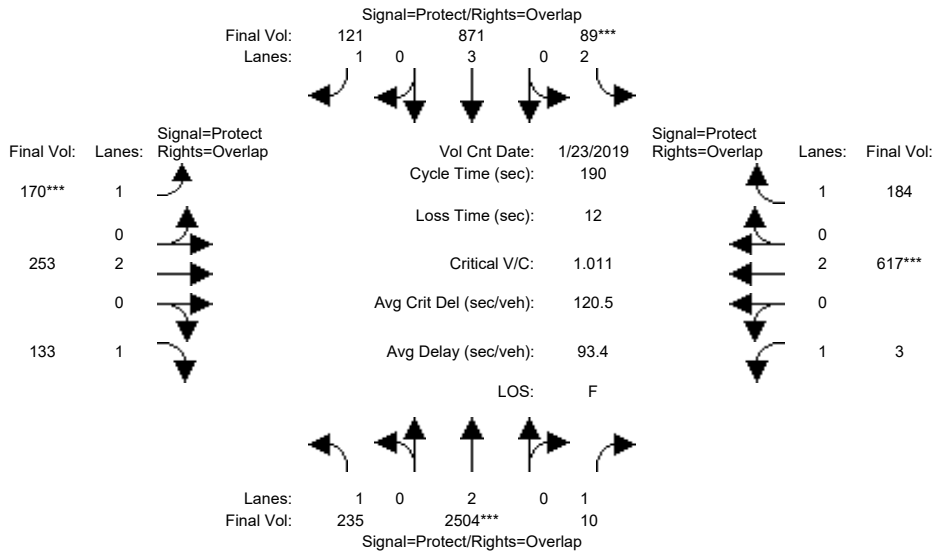 Signal=Protect/Rights=Overlap
Final Vol: 121 871 89***
Lanes: 1 0 3 0 2
Signal=Protect Signal=Protect
Final Vol: Lanes: Rights=Overlap Vol Cnt Date: 1/23/2019 Rights=Overlap Lanes: Final Vol:
Cycle Time (sec): 190
170*** 1 1 184
Loss Time (sec): 12
0 0
253 2 Critical V/C: 1.011 2 617***
0 Avg Crit Del (sec/veh): 120.5 0
133 1 Avg Delay (sec/veh): 93.4 1 3
LOS: F
Lanes: 1 0 2 0 1
Final Vol: 235 2504*** 10
Signal=Protect/Rights=Overlap